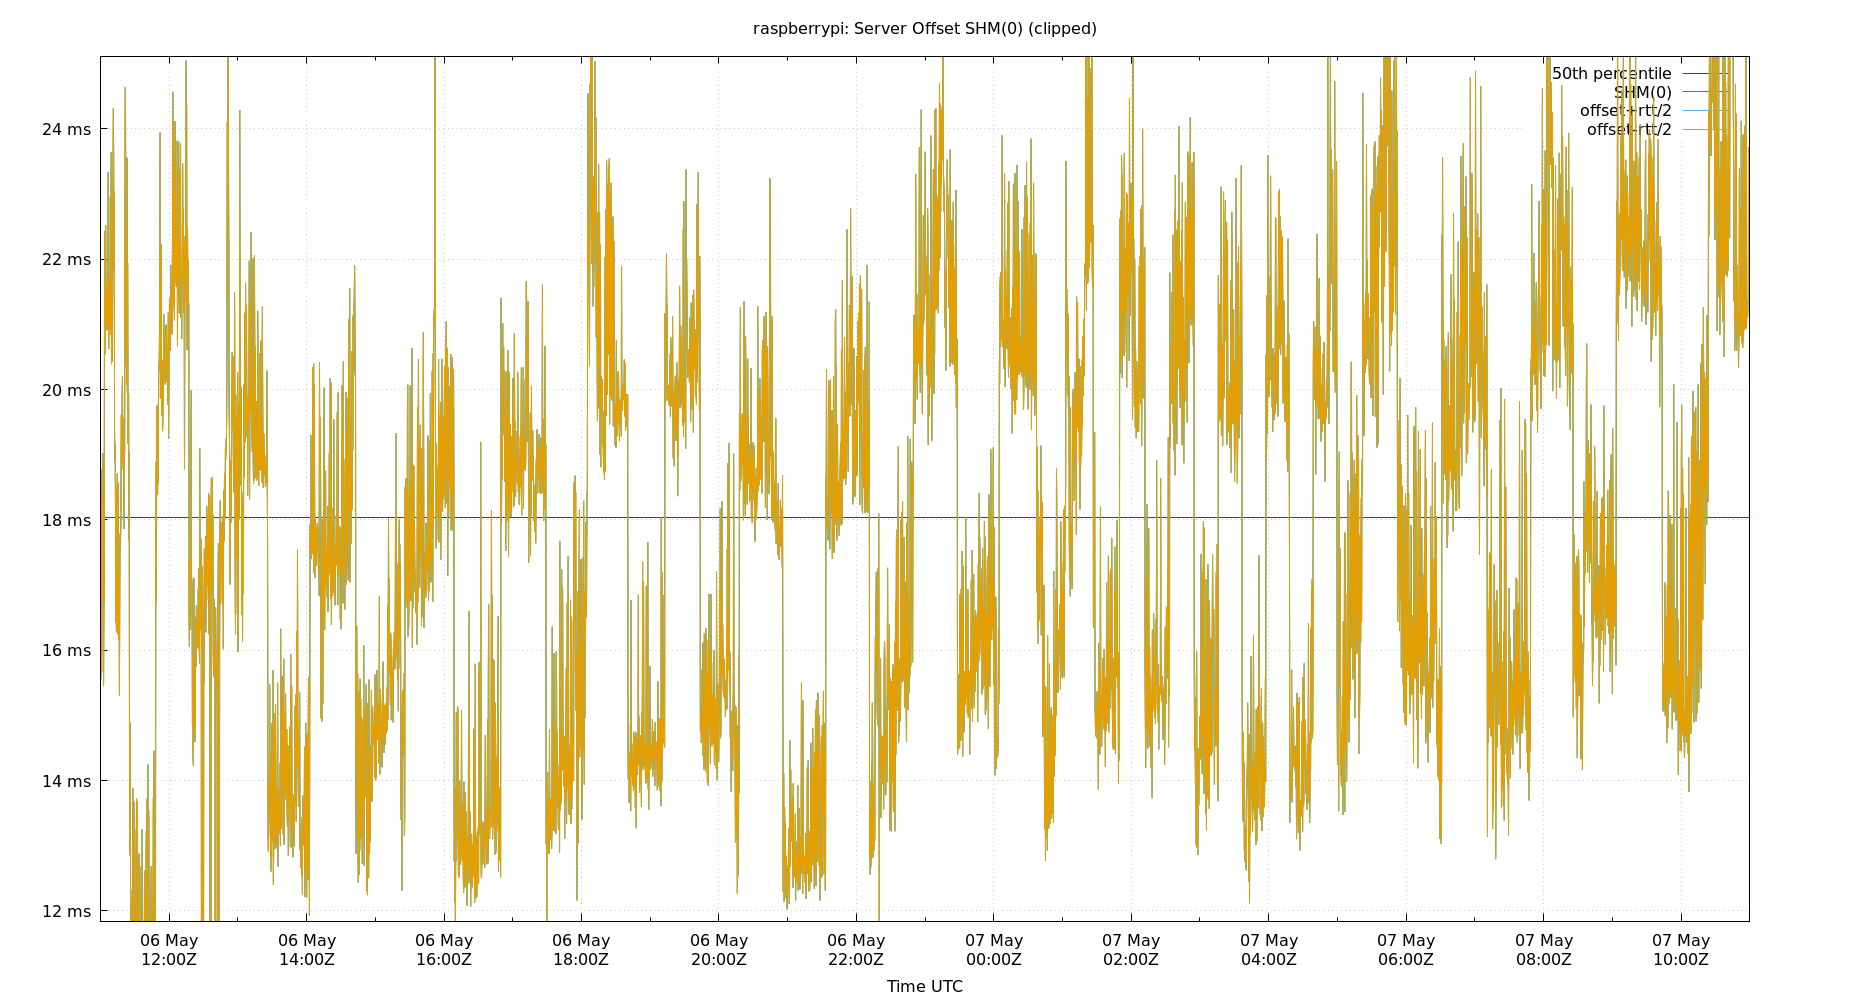 raspberrypi: Server Offset SHM(0) (clipped)
50th percentile
SHM(0)
offset+rtt/2
offset-rtt/2
24 ms
22 ms
20 ms
18 ms
16 ms
14 ms
12 ms
06 May 06 May 06 May 06 May 06 May 06 May 07 May 07 May 07 May 07 May 07 May 07 May
12:00Z 14:00Z 16:00Z 18:00Z 20:00Z 22:00Z 00:00Z 02:00Z 04:00Z 06:00Z 08:00Z 10:00Z
Time UTC